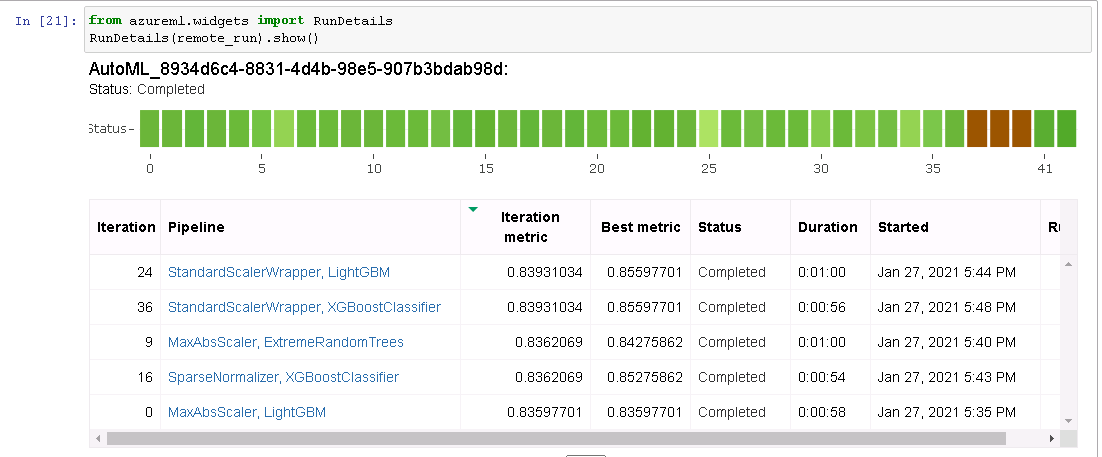 In [21]: from azureml.widgets import RunDetails
RunDetails(remote_run).show()
AutoML_8934d6c4-8831-4d4b-98e5-907b3bdab98d:
Status: Completed
Status
0 5 10 15 20 25 30 35 41
Iteration Pipeline Iteration metric Best metric Status Duration Started Ru
24 StandardScalerWrapper, LightGBM 0.83931034 0.85597701 Completed 0:01:00 Jan 27, 2021 5:44 PM
36 StandardScalerWrapper, XGBoostClassifier 0.83931034 0.85597701 Completed 0:00:56 Jan 27, 2021 5:48 PM
9 MaxAbsScaler, ExtremeRandomTrees 0.8362069 0.84275862 Completed 0:01:00 Jan 27, 2021 5:40 PM
16 SparseNormalizer, XGBoostClassifier 0.8362069 0.85275862 Completed 0:00:54 Jan 27, 2021 5:43 PM
0 MaxAbsScaler, LightGBM 0.83597701 0.83597701 Completed 0:00:58 Jan 27, 2021 5:35 PM